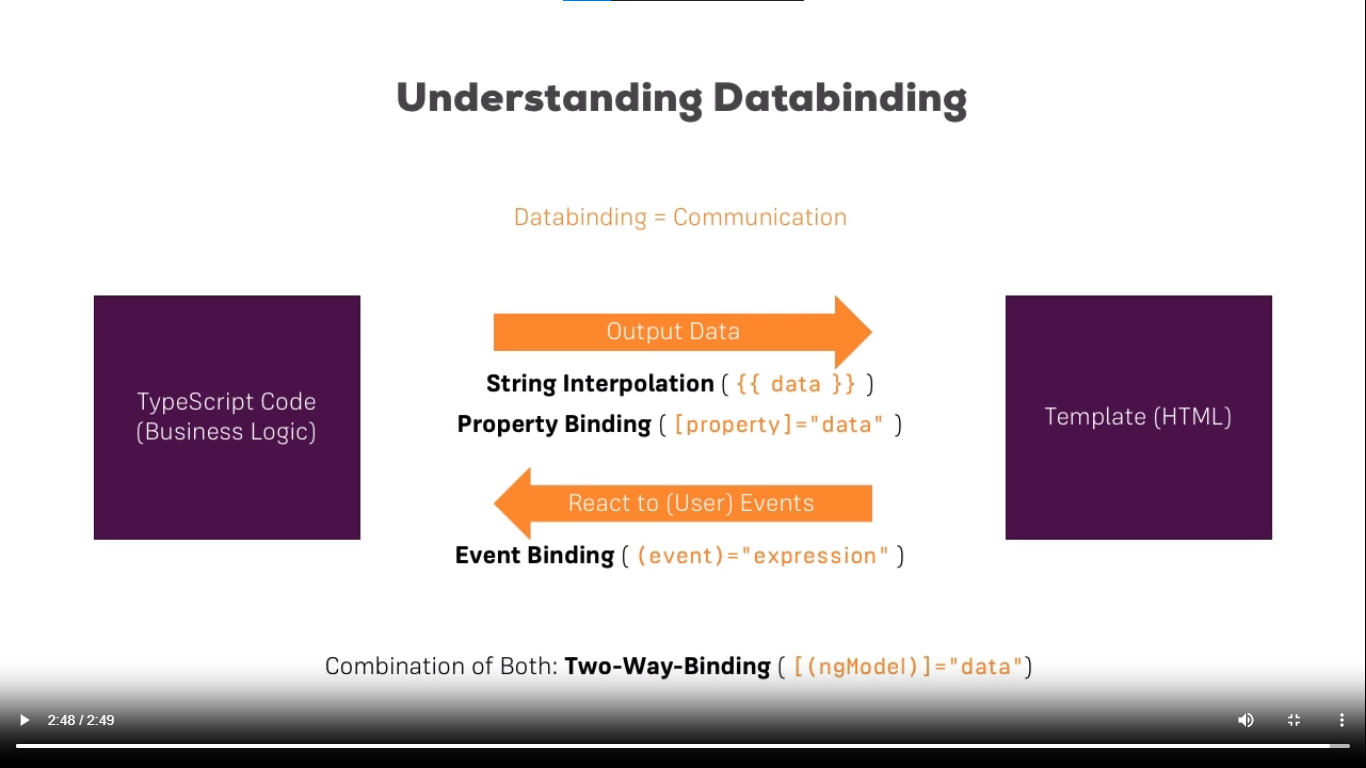 Understanding Databinding
Databinding = Communication
Output Data
String Interpolation ( {{ data }} )
Property Binding ( [property]="data" )
TypeScript Code
(Business Logic)
Template (HTML)
React to (User) Events
Event Binding ( (event)="expression" )
Combination of Both: Two-Way-Binding ( [(ngModel)]="data")
2:48 / 2:49